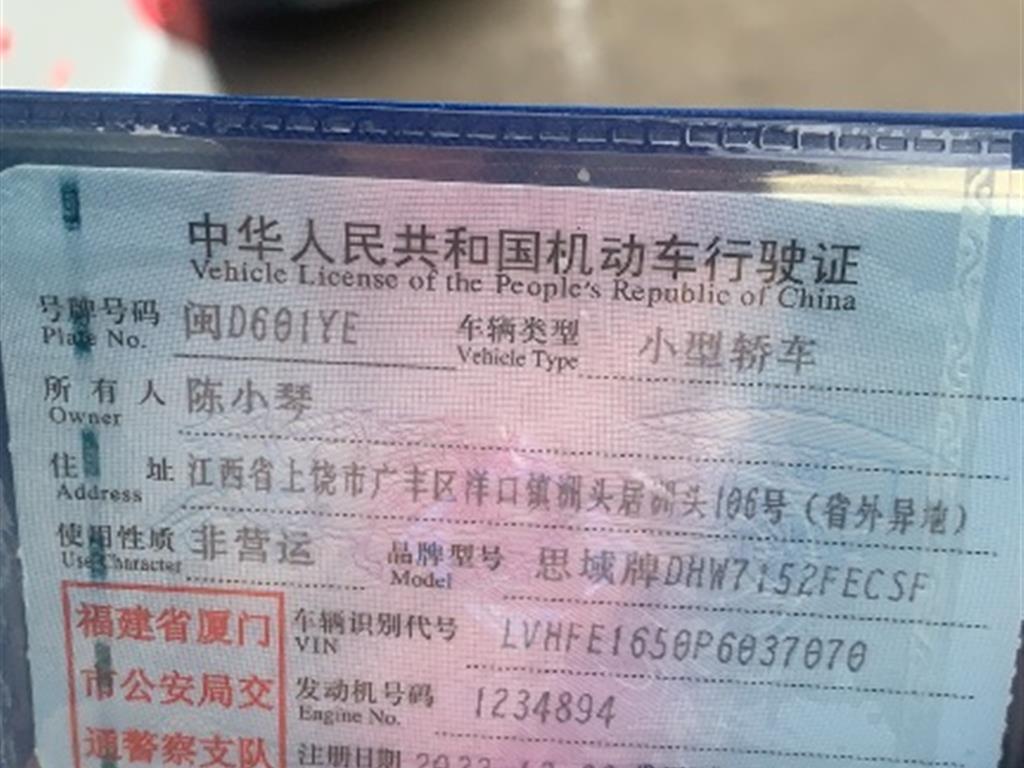 中华人民共和国机动车行驶证
Vehicle License of the People's Republic of China
号牌号码 闽D601YE 车辆类型 小型轿车
Plate No. Vehicle Type
所有人 陈小琴
Owner
住址 江西省上饶市广丰区洋口镇洲头居洲头106号（省外异地）
Address
使用性质 非营运 品牌型号 思域牌DHW7152FECSF
Use Character Model
福建省厦门 车辆识别代号 LVHFE1650P6037070
VIN
市公安局交 发动机号码 1234894
Engine No.
通警察支队 注册日期